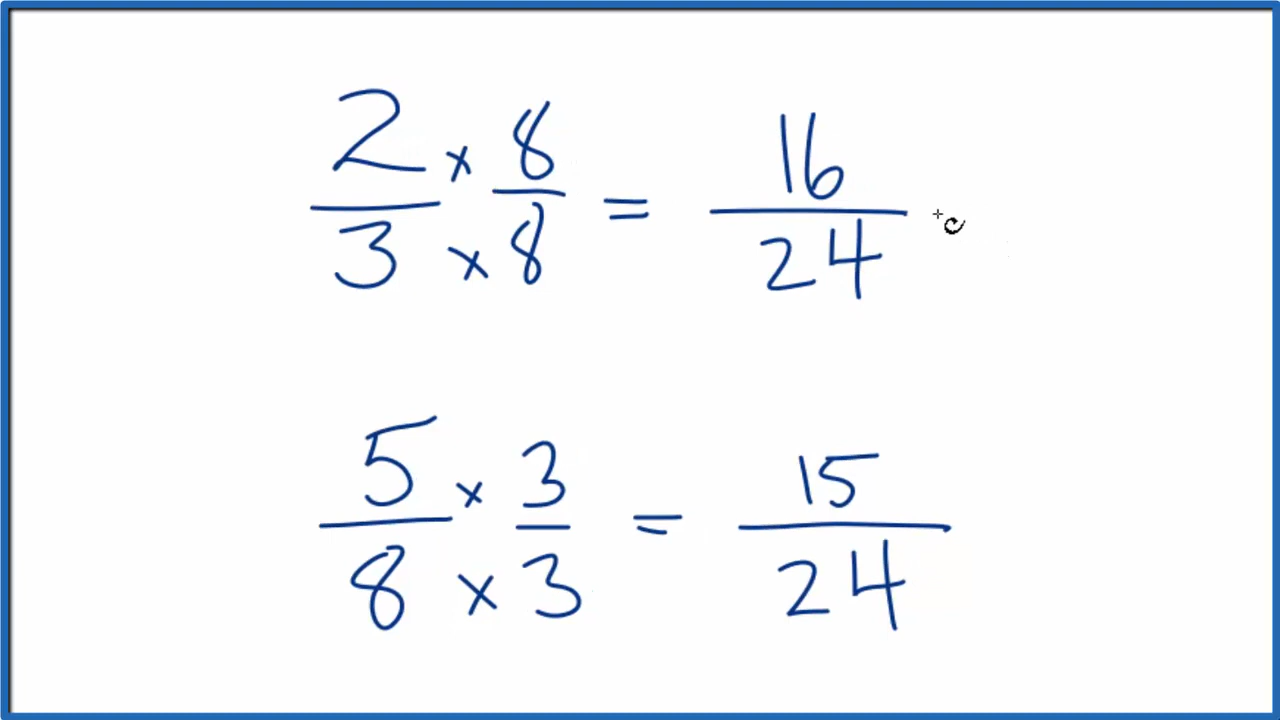 2/3 × 8/8 = 16/24
5/8 × 3/3 = 15/24